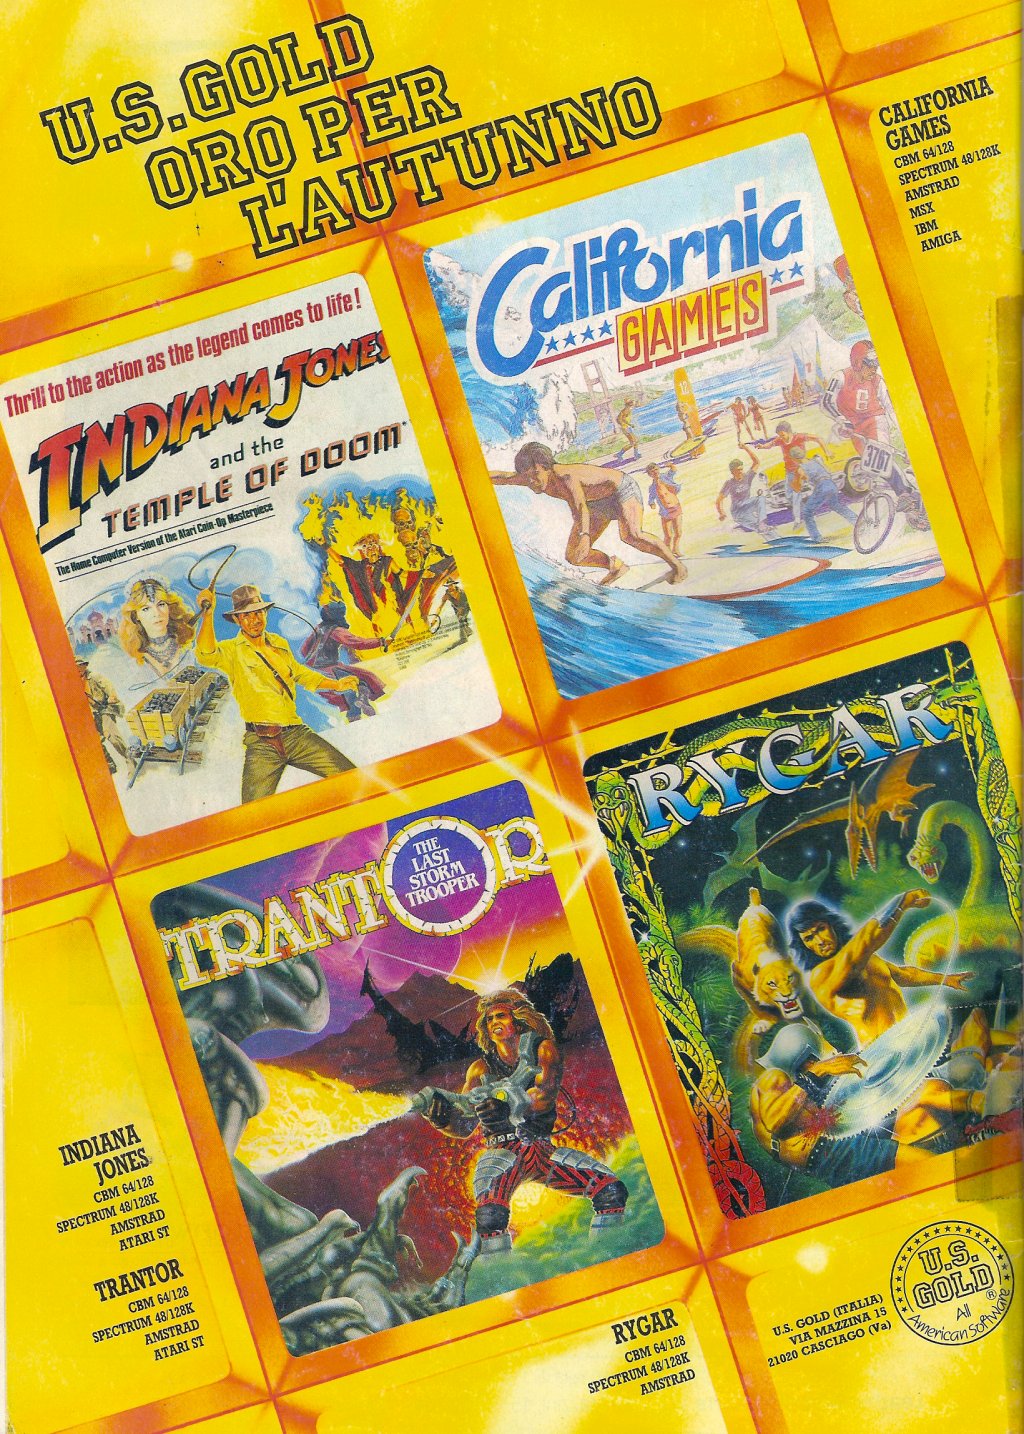 U.S. GOLD
ORO PER
L'AUTUNNO
CALIFORNIA
GAMES
CBM 64/128
SPECTRUM 48/128K
AMSTRAD
MSX
IBM
AMIGA
California
GAMES
3767
Thrill to the action as the legend comes to life!
INDIANA JONES
and the
TEMPLE OF DOOM
The Home Computer Version of the Atari Coin-Op Masterpiece
RYGAR
TRANTOR
THE
LAST
STORM
TROOPER
INDIANA
JONES
CBM 64/128
SPECTRUM 48/128K
AMSTRAD
ATARI ST
TRANTOR
CBM 64/128
SPECTRUM 48/128K
AMSTRAD
ATARI ST
RYGAR
CBM 64/128
SPECTRUM 48/128K
AMSTRAD
U.S. GOLD (ITALIA)
VIA MAZZINA 15
21020 CASCIAGO (Va)
U.S.
GOLD ®
All
American Software